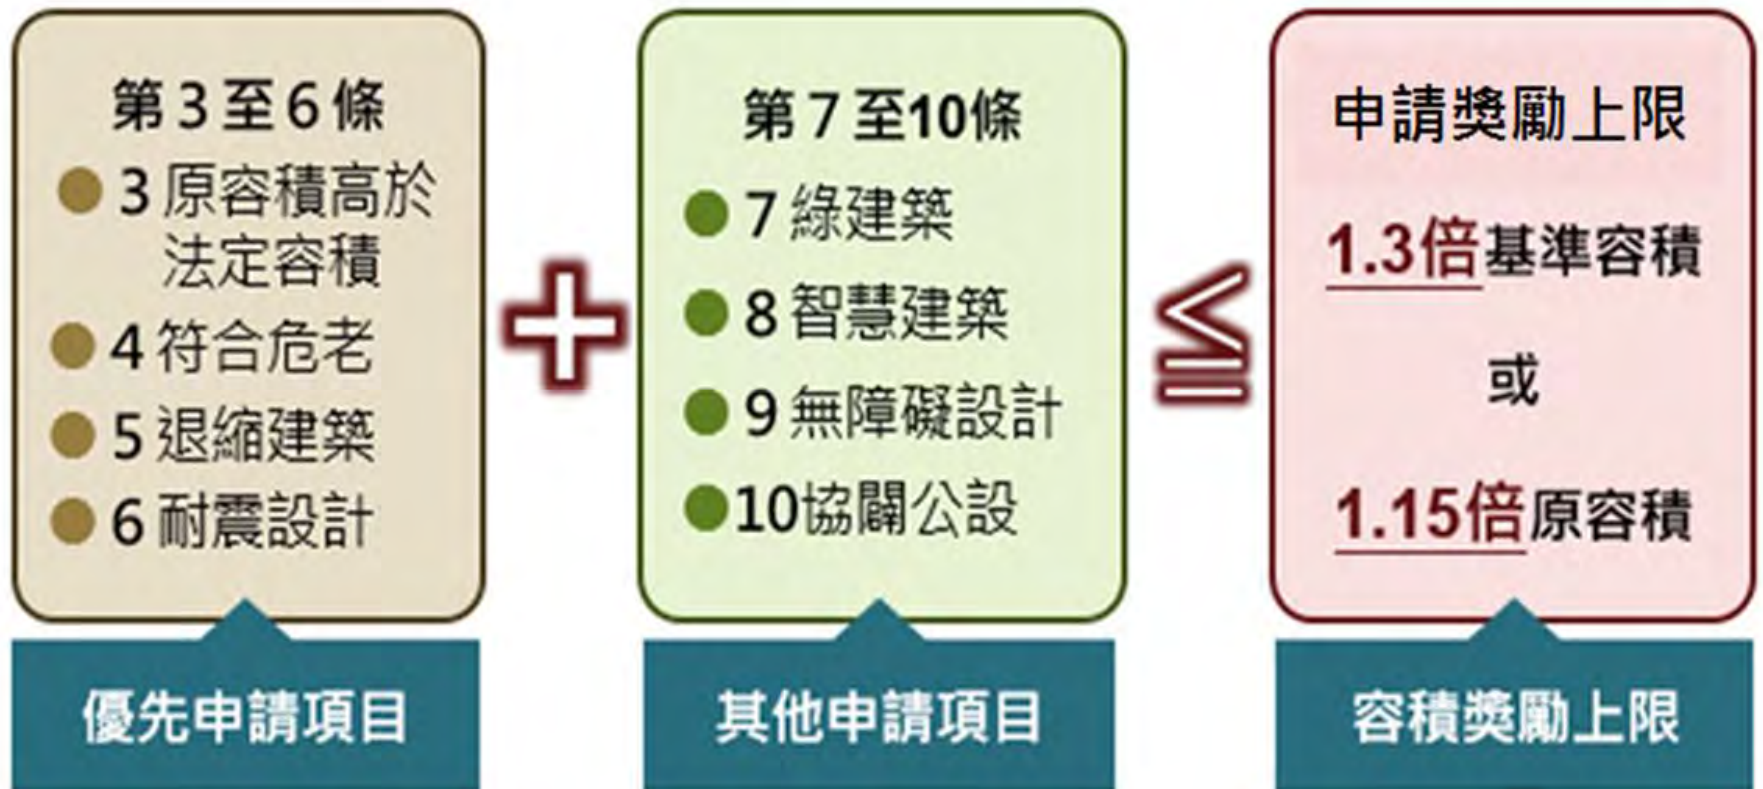 第3至6條
3 原容積高於
法定容積
4 符合危老
5 退縮建築
6 耐震設計
優先申請項目
+
第7至10條
7 綠建築
8 智慧建築
9 無障礙設計
10協闢公設
其他申請項目
≦
申請獎勵上限
1.3倍基準容積
或
1.15倍原容積
容積獎勵上限